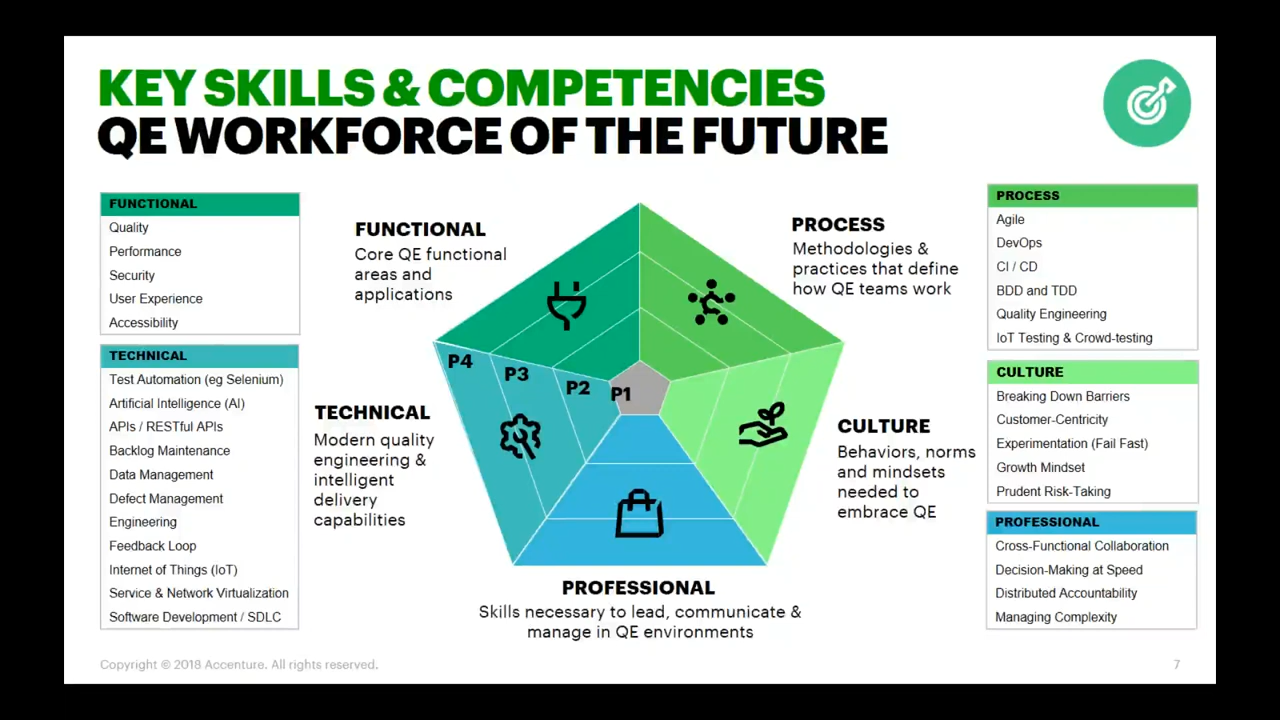 KEY SKILLS & COMPETENCIES
QE WORKFORCE OF THE FUTURE
FUNCTIONAL
Quality
Performance
Security
User Experience
Accessibility
TECHNICAL
Test Automation (eg Selenium)
Artificial Intelligence (AI)
APIs / RESTful APIs
Backlog Maintenance
Data Management
Defect Management
Engineering
Feedback Loop
Internet of Things (IoT)
Service & Network Virtualization
Software Development / SDLC
FUNCTIONAL
Core QE functional
areas and
applications
TECHNICAL
Modern quality
engineering &
intelligent
delivery
capabilities
P4
P3
P2
P1
PROFESSIONAL
Skills necessary to lead, communicate &
manage in QE environments
PROCESS
Methodologies &
practices that define
how QE teams work
CULTURE
Behaviors, norms
and mindsets
needed to
embrace QE
PROCESS
Agile
DevOps
CI / CD
BDD and TDD
Quality Engineering
IoT Testing & Crowd-testing
CULTURE
Breaking Down Barriers
Customer-Centricity
Experimentation (Fail Fast)
Growth Mindset
Prudent Risk-Taking
PROFESSIONAL
Cross-Functional Collaboration
Decision-Making at Speed
Distributed Accountability
Managing Complexity
Copyright © 2018 Accenture. All rights reserved.
7